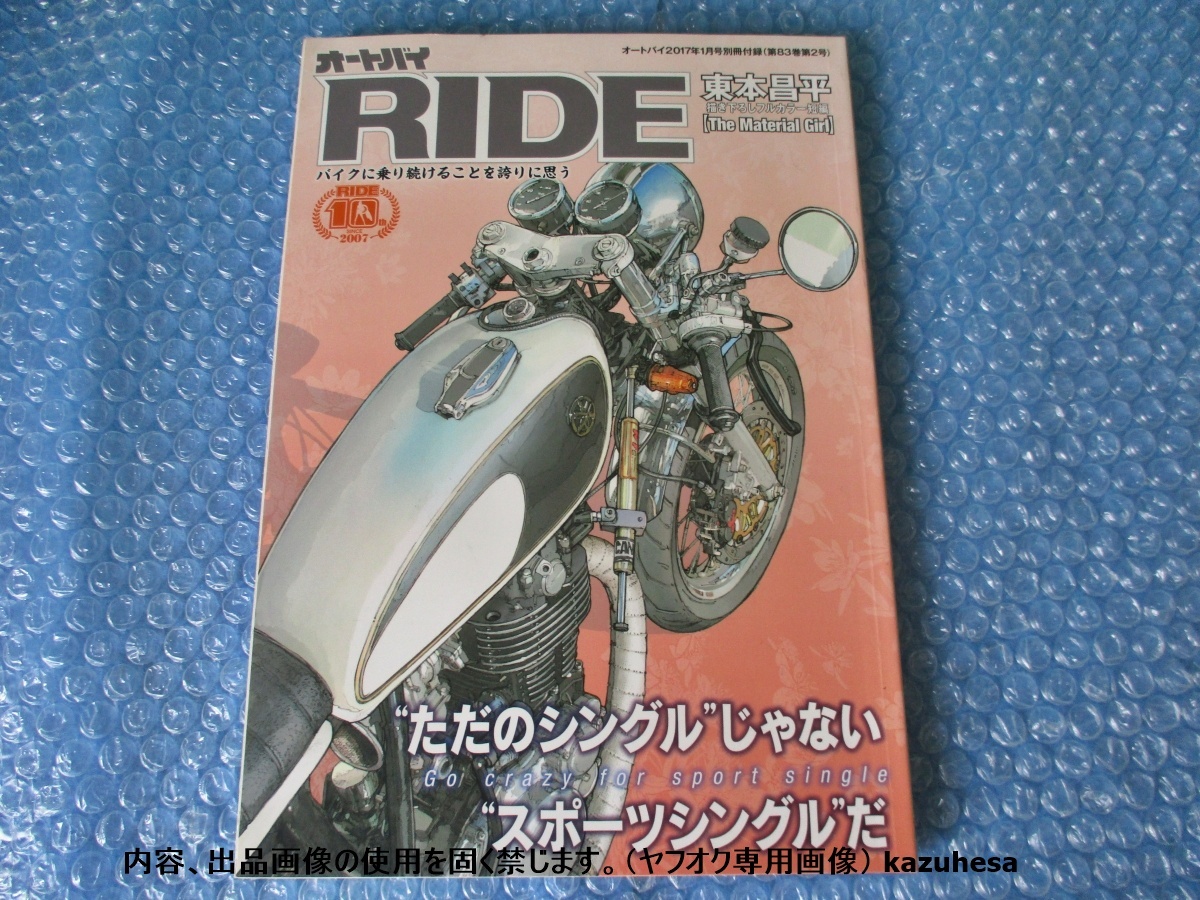 オートバイ2017年1月号別冊付録(第83巻第2号)
オートバイ
RIDE
東本昌平
描き下ろしフルカラー短編
[The Material Girl]
バイクに乗り続けることを誇りに思う
RIDE
10th
SINCE
2007
"ただのシングル"じゃない
Go crazy for sport single
"スポーツシングル"だ
内容、出品画像の使用を固く禁じます。(ヤフオク専用画像) kazuhesa